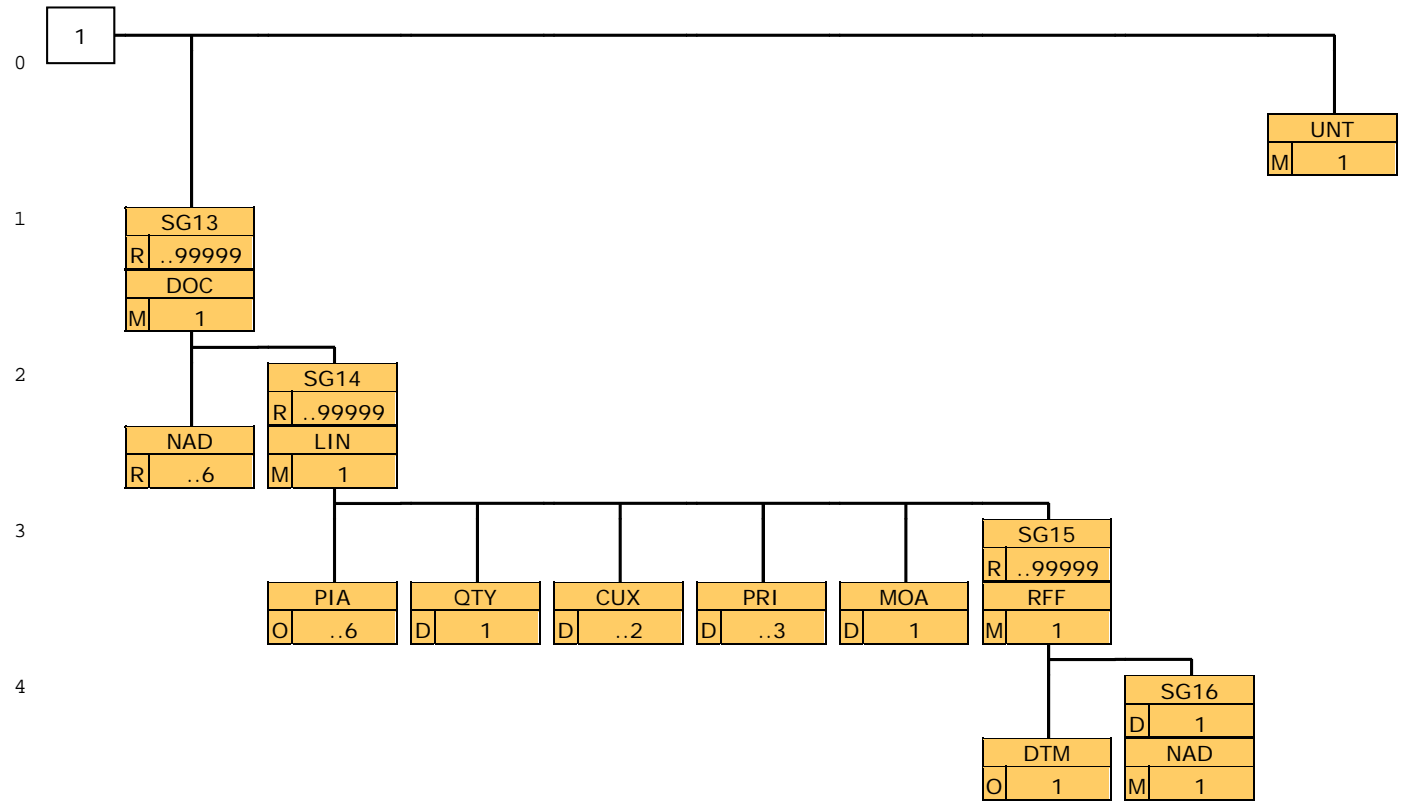 1
0
UNT
M 1
1
SG13
R ..99999
DOC
M 1
2
SG14
R ..99999
NAD LIN
R ..6 M 1
3
SG15
R ..99999
PIA QTY CUX PRI MOA RFF
O ..6 D 1 D ..2 D ..3 D 1 M 1
4
SG16
D 1
DTM NAD
O 1 M 1